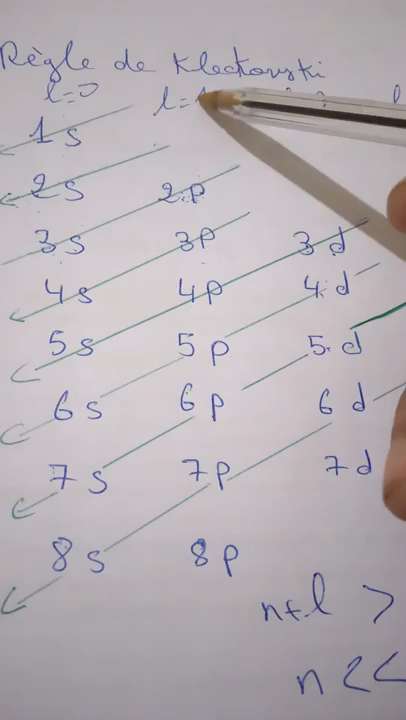 Règle de Klechowski
l=0 l=
1s
2s 2p
3s 3p 3d
4s 4p 4d
5s 5p 5d
6s 6p 6d
7s 7p 7d
8s 8p
n+l >
n <<